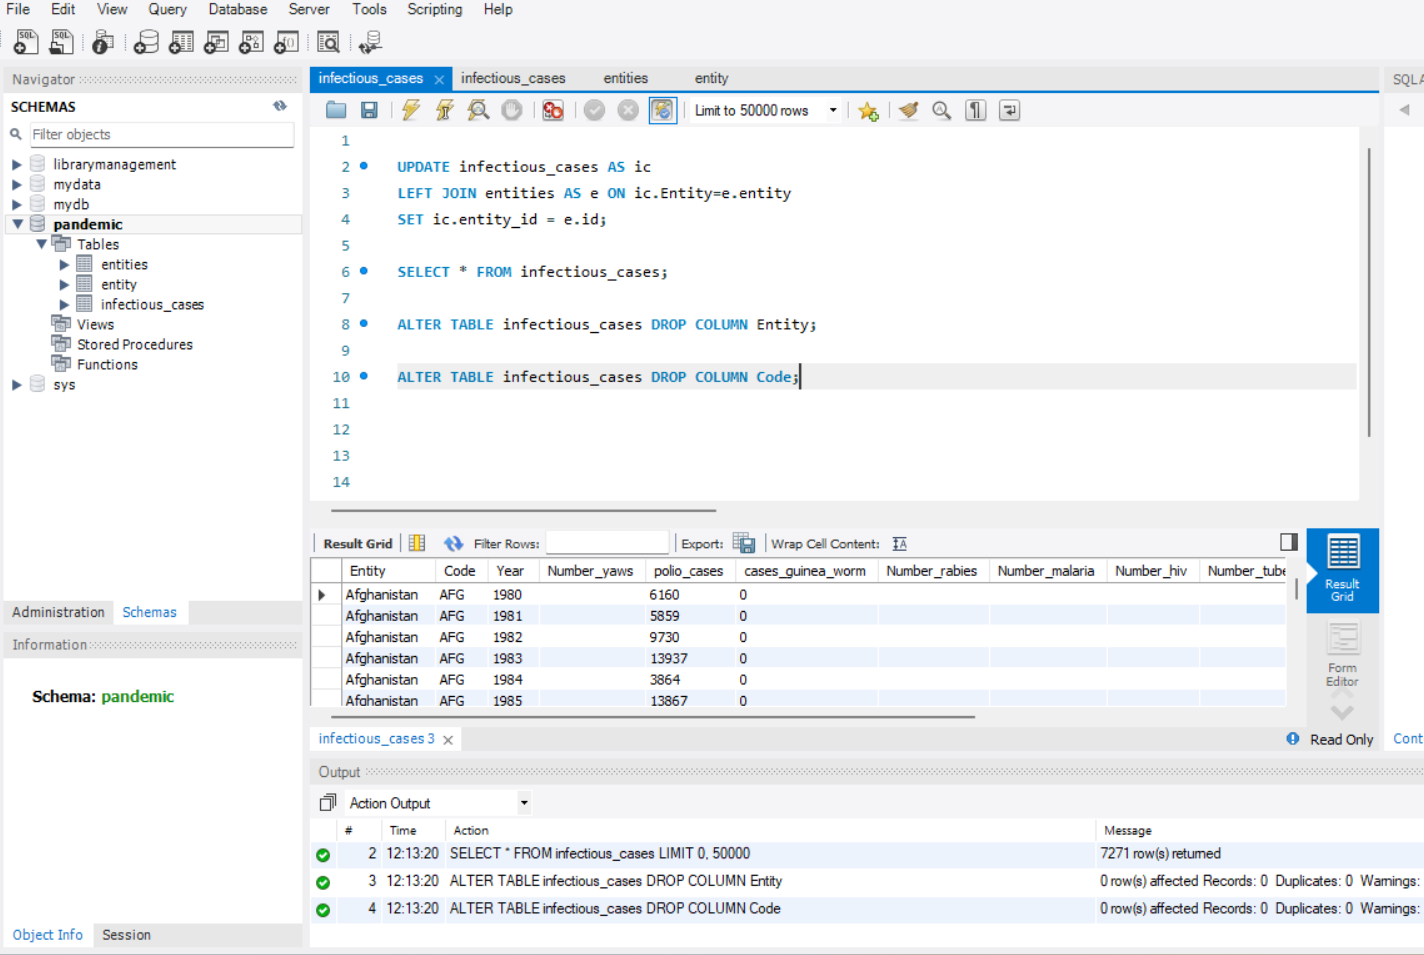 File Edit View Query Database Server Tools Scripting Help
SQL SQL
Navigator
SCHEMAS
Filter objects
librarymanagement
mydata
mydb
pandemic
Tables
entities
entity
infectious_cases
Views
Stored Procedures
Functions
sys
Administration Schemas
Information
Schema: pandemic
Object Info Session
infectious_cases infectious_cases entities entity
Limit to 50000 rows
1
2 UPDATE infectious_cases AS ic
3 LEFT JOIN entities AS e ON ic.Entity=e.entity
4 SET ic.entity_id = e.id;
5
6 SELECT * FROM infectious_cases;
7
8 ALTER TABLE infectious_cases DROP COLUMN Entity;
9
10 ALTER TABLE infectious_cases DROP COLUMN Code;
11
12
13
14
Result Grid Filter Rows: Export: Wrap Cell Content:
Entity Code Year Number_yaws polio_cases cases_guinea_worm Number_rabies Number_malaria Number_hiv Number_tube
Afghanistan AFG 1980 6160 0
Afghanistan AFG 1981 5859 0
Afghanistan AFG 1982 9730 0
Afghanistan AFG 1983 13937 0
Afghanistan AFG 1984 3864 0
Afghanistan AFG 1985 13867 0
Result Grid
Form Editor
infectious_cases 3
Read Only
Output
Action Output
# Time Action Message
2 12:13:20 SELECT * FROM infectious_cases LIMIT 0, 50000 7271 row(s) returned
3 12:13:20 ALTER TABLE infectious_cases DROP COLUMN Entity 0 row(s) affected Records: 0 Duplicates: 0 Warnings:
4 12:13:20 ALTER TABLE infectious_cases DROP COLUMN Code 0 row(s) affected Records: 0 Duplicates: 0 Warnings:
SQLA
Cont